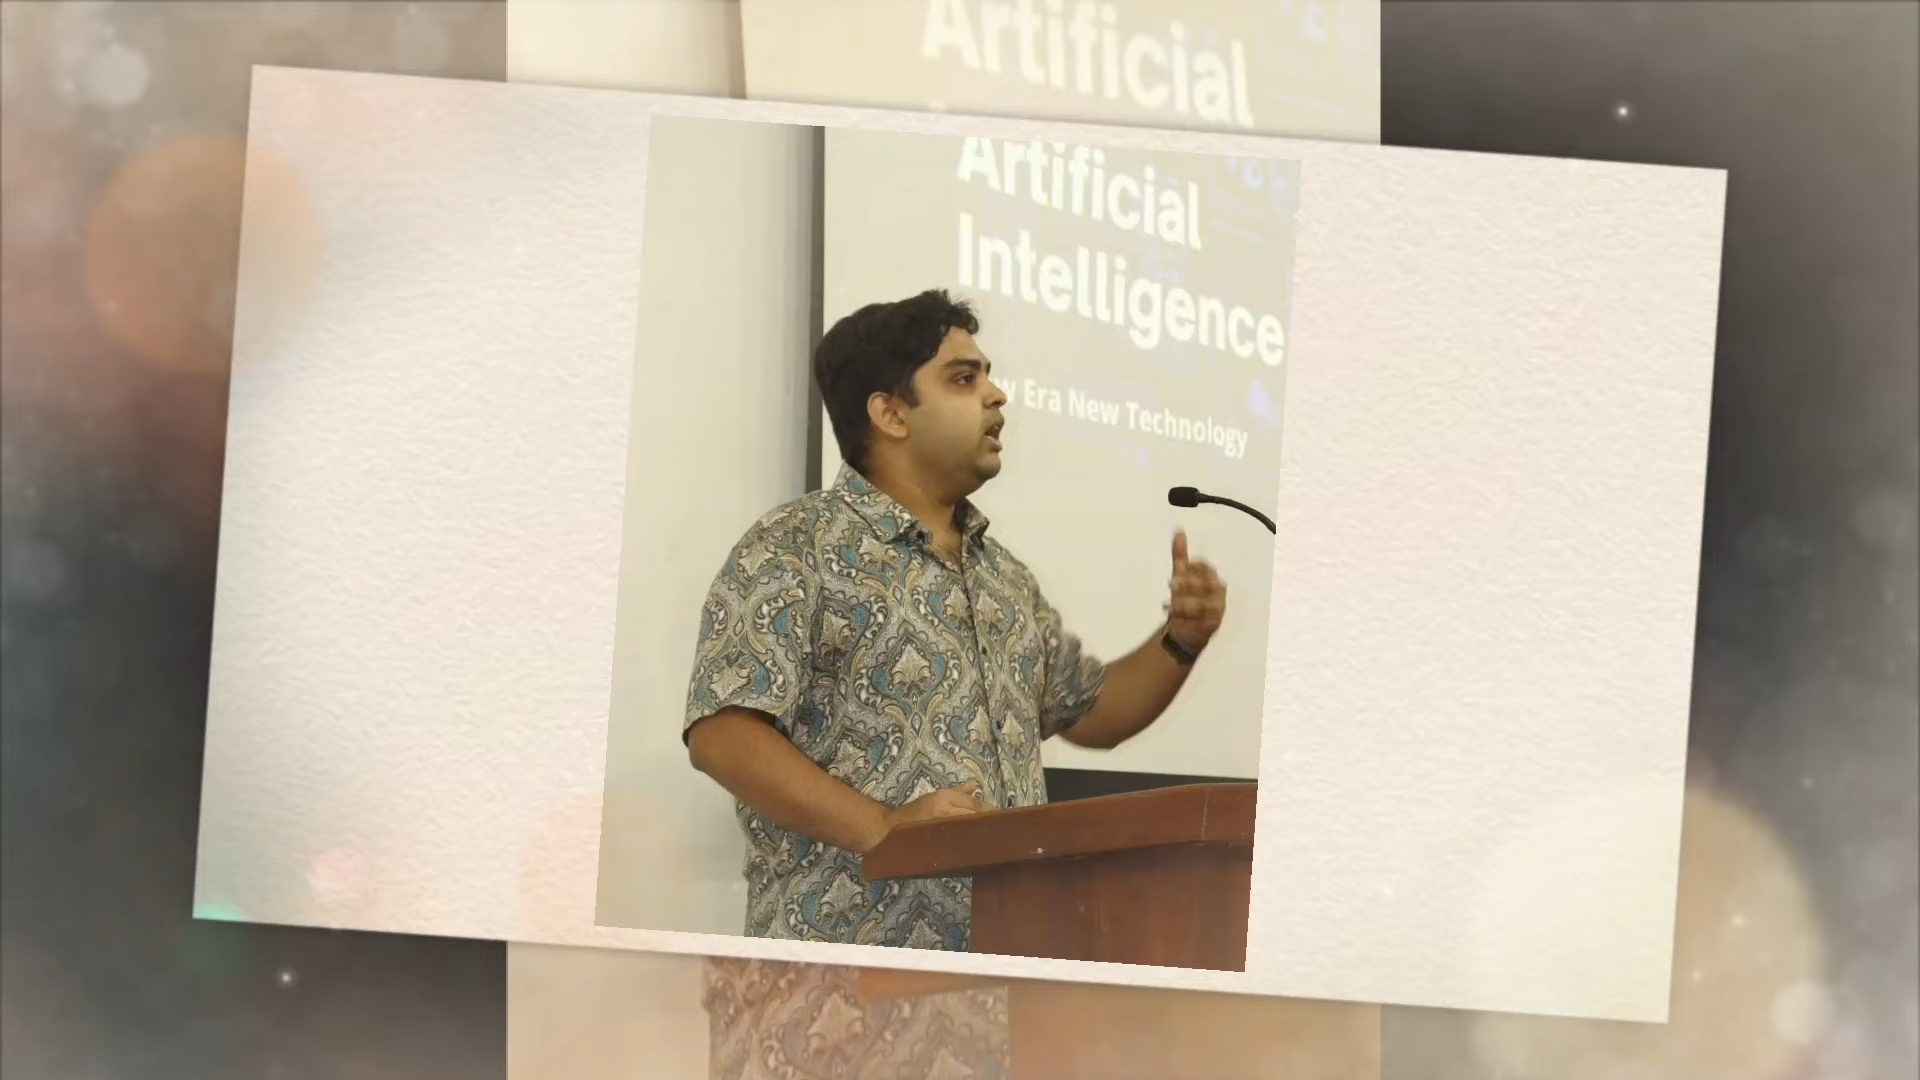 Artificial
Artificial
Intelligence
Era New Technology